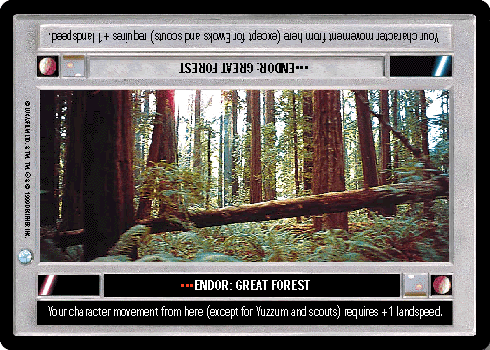 Your character movement from here (except for Ewoks and scouts) requires +1 landspeed.
•••ENDOR: GREAT FOREST
•••ENDOR: GREAT FOREST
Your character movement from here (except for Yuzzum and scouts) requires +1 landspeed.